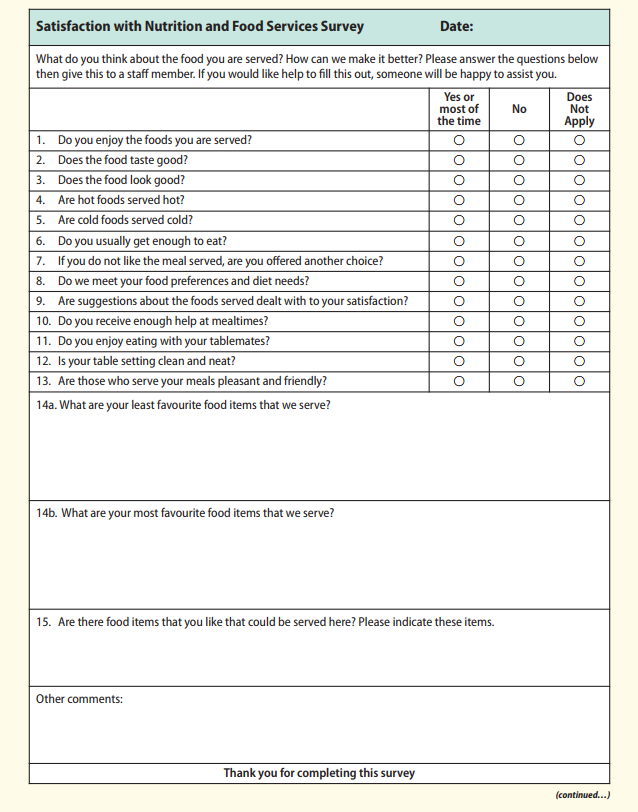 Satisfaction with Nutrition and Food Services Survey Date:
What do you think about the food you are served? How can we make it better? Please answer the questions below
then give this to a staff member. If you would like help to fill this out, someone will be happy to assist you.
Yes or
most of
the time
No
Does
Not
Apply
1. Do you enjoy the foods you are served?
2. Does the food taste good?
3. Does the food look good?
4. Are hot foods served hot?
5. Are cold foods served cold?
6. Do you usually get enough to eat?
7. If you do not like the meal served, are you offered another choice?
8. Do we meet your food preferences and diet needs?
9. Are suggestions about the foods served dealt with to your satisfaction?
10. Do you receive enough help at mealtimes?
11. Do you enjoy eating with your tablemates?
12. Is your table setting clean and neat?
13. Are those who serve your meals pleasant and friendly?
14a. What are your least favourite food items that we serve?
14b. What are your most favourite food items that we serve?
15. Are there food items that you like that could be served here? Please indicate these items.
Other comments:
Thank you for completing this survey
(continued...)